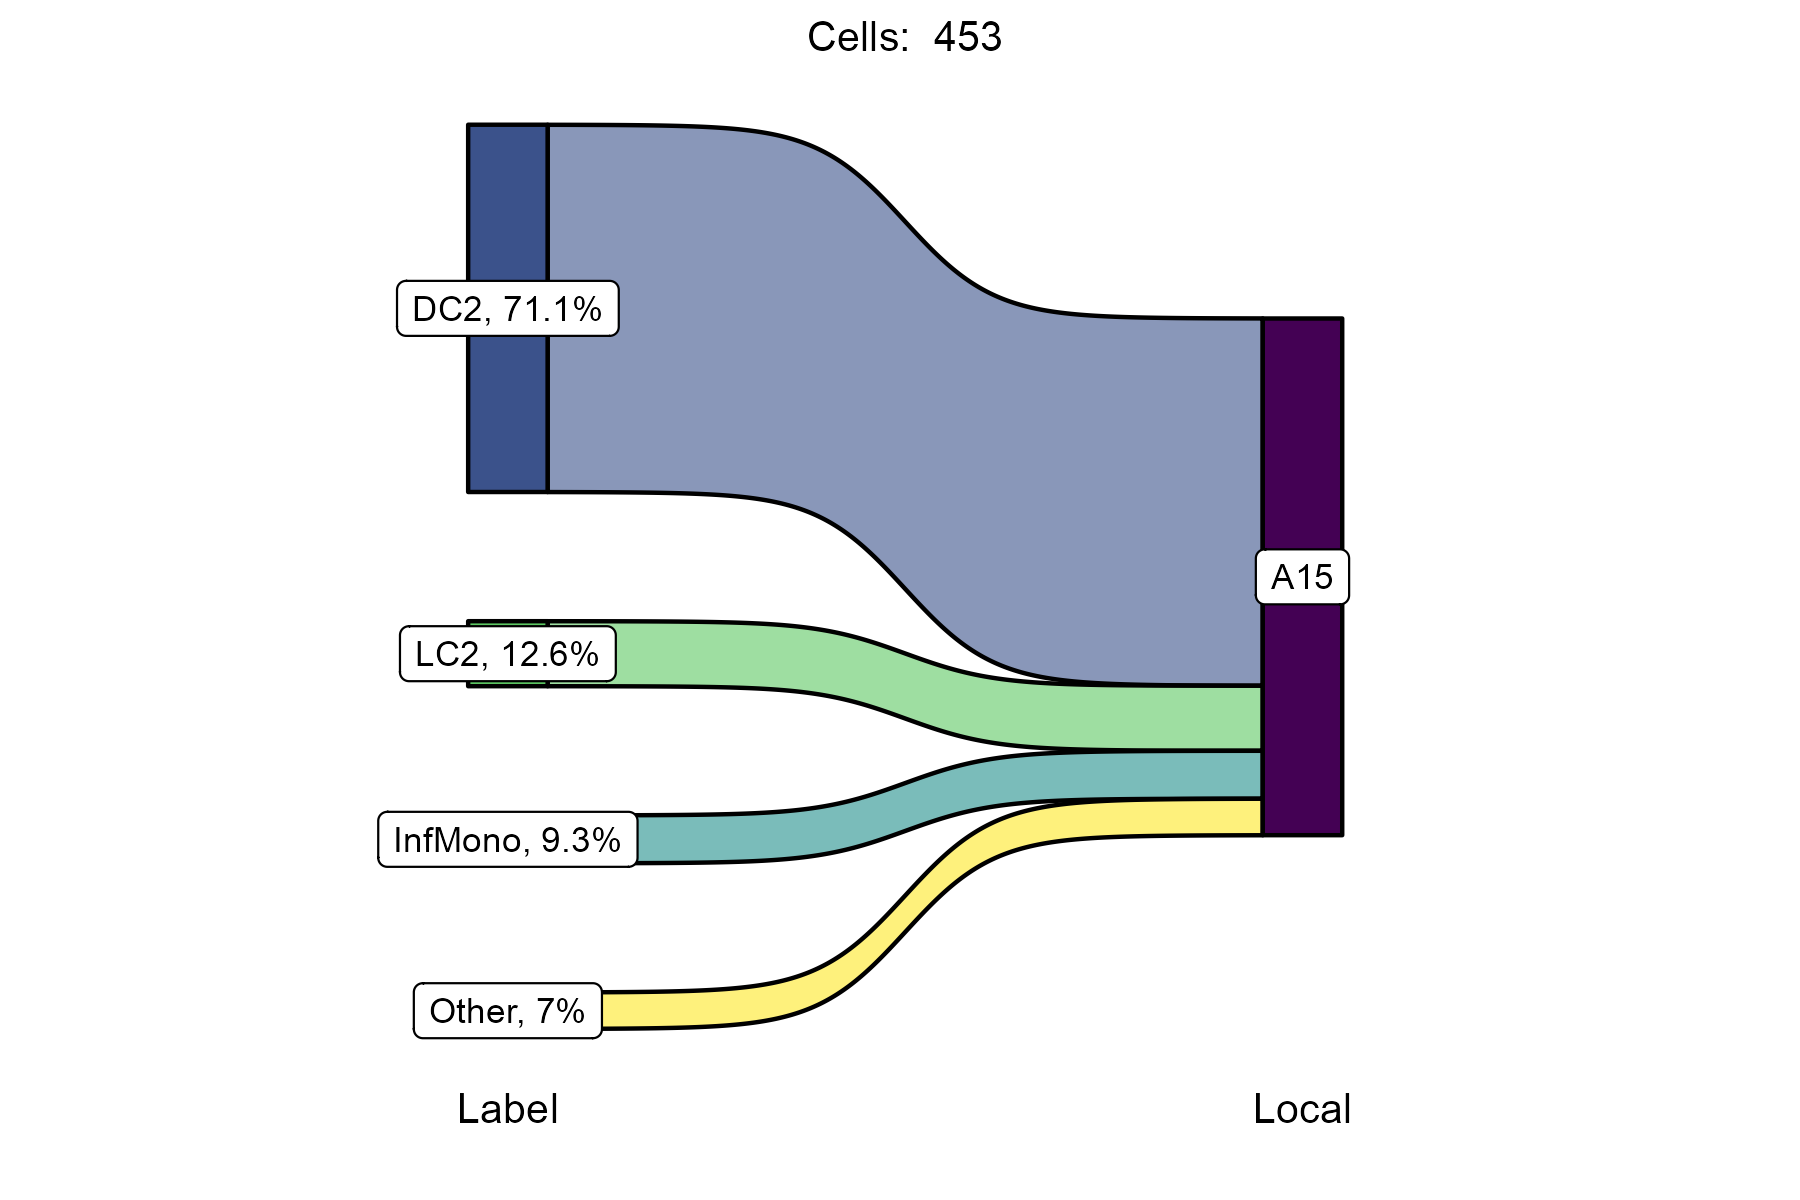 Cells:  453
DC2, 71.1%
A15
LC2, 12.6%
InfMono, 9.3%
Other, 7%
Label
Local